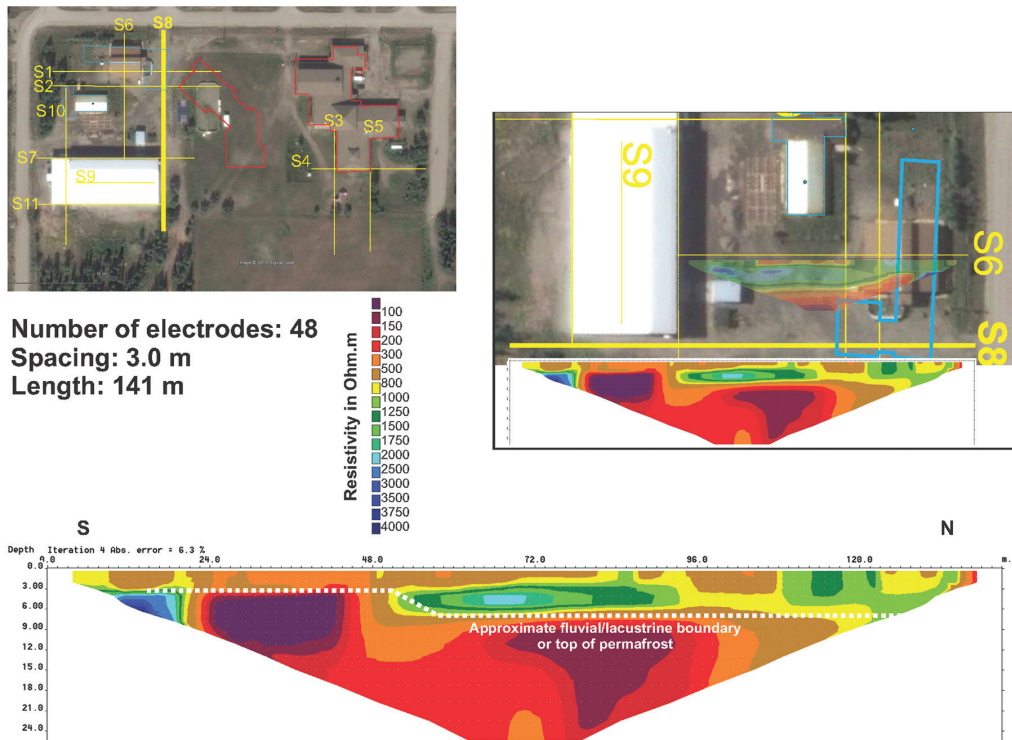 S6
S8
S1
S2
S10
S3
S5
S7
S4
S9
S11
Number of electrodes: 48
Spacing: 3.0 m
Length: 141 m
Resistivity in Ohm.m
100
150
200
300
500
800
1000
1250
1500
1750
2000
2500
3000
3500
3750
4000
S9
S6
S8
S
N
Depth Iteration 4 Abs. error = 6.3 %
0.0 24.0 48.0 72.0 96.0 120.0 m.
0.0
3.00
6.00
9.00
12.0
15.0
18.0
21.0
24.0
Approximate fluvial/lacustrine boundary
or top of permafrost